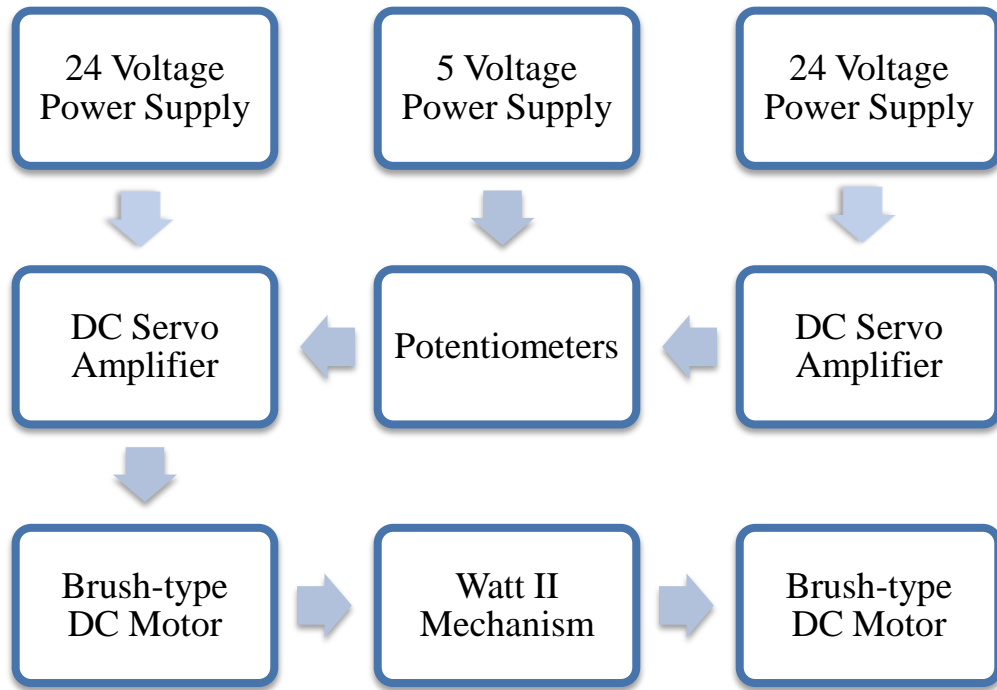 24 Voltage
Power Supply
5 Voltage
Power Supply
24 Voltage
Power Supply
DC Servo
Amplifier
Potentiometers
DC Servo
Amplifier
Brush-type
DC Motor
Watt II
Mechanism
Brush-type
DC Motor